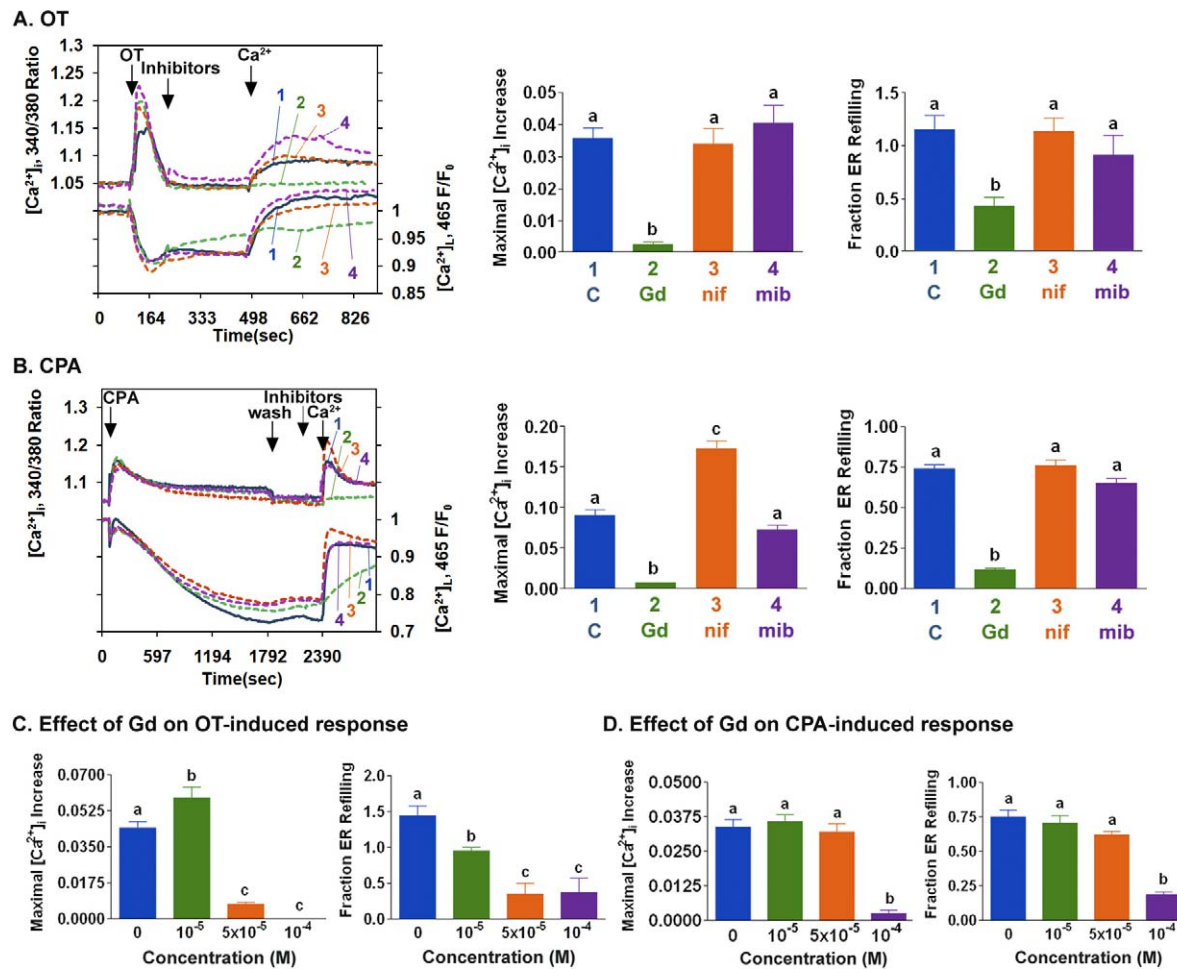 A. OT
[Ca²⁺]i, 340/380 Ratio
1.3
1.25
1.2
1.15
1.1
1.05
OT
Inhibitors
Ca²⁺
1
2
3
4
1
0.95
0.9
0.85
[Ca²⁺]L, 465 F/F₀
1
2
3
4
0 164 333 498 662 826
Time(sec)
Maximal [Ca²⁺]i Increase
0.05
0.04
0.03
0.02
0.01
0.00
a b a a
1 2 3 4
C Gd nif mib
Fraction ER Refilling
1.5
1.0
0.5
0.0
a b a a
1 2 3 4
C Gd nif mib
B. CPA
[Ca²⁺]i, 340/380 Ratio
1.3
1.2
1.1
CPA
Inhibitors
wash
Ca²⁺
1
2
3
4
1
0.9
0.8
0.7
[Ca²⁺]L, 465 F/F₀
1
2
3
4
0 597 1194 1792 2390
Time(sec)
Maximal [Ca²⁺]i Increase
0.20
0.15
0.10
0.05
0.00
a b c a
1 2 3 4
C Gd nif mib
Fraction ER Refilling
1.00
0.75
0.50
0.25
0.00
a b a a
1 2 3 4
C Gd nif mib
C. Effect of Gd on OT-induced response
Maximal [Ca²⁺]i Increase
0.0700
0.0525
0.0350
0.0175
0.0000
a b c c
0 10⁻⁵ 5x10⁻⁵ 10⁻⁴
Concentration (M)
Fraction ER Refilling
2.0
1.5
1.0
0.5
0.0
a b c c
0 10⁻⁵ 5x10⁻⁵ 10⁻⁴
Concentration (M)
D. Effect of Gd on CPA-induced response
Maximal [Ca²⁺]i Increase
0.0500
0.0375
0.0250
0.0125
0.0000
a a a b
0 10⁻⁵ 5x10⁻⁵ 10⁻⁴
Concentration (M)
Fraction ER Refilling
1.00
0.75
0.50
0.25
0.00
a a a b
0 10⁻⁵ 5x10⁻⁵ 10⁻⁴
Concentration (M)